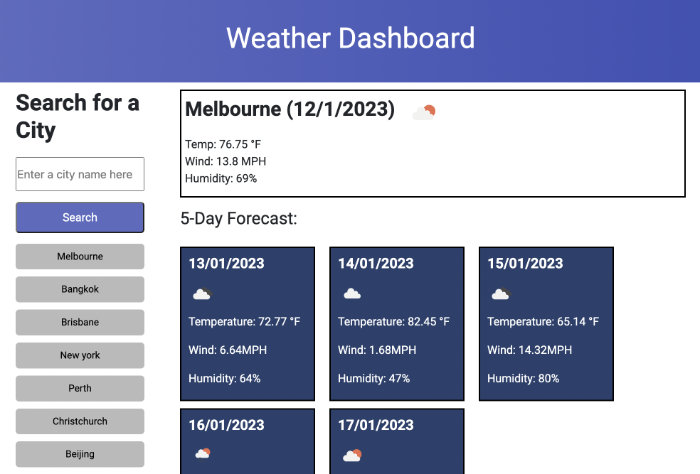 Weather Dashboard
Search for a
City
Enter a city name here
Search
Melbourne
Bangkok
Brisbane
New york
Perth
Christchurch
Beijing
Melbourne (12/1/2023)
Temp: 76.75 °F
Wind: 13.8 MPH
Humidity: 69%
5-Day Forecast:
13/01/2023
Temperature: 72.77 °F
Wind: 6.64MPH
Humidity: 64%
14/01/2023
Temperature: 82.45 °F
Wind: 1.68MPH
Humidity: 47%
15/01/2023
Temperature: 65.14 °F
Wind: 14.32MPH
Humidity: 80%
16/01/2023
17/01/2023